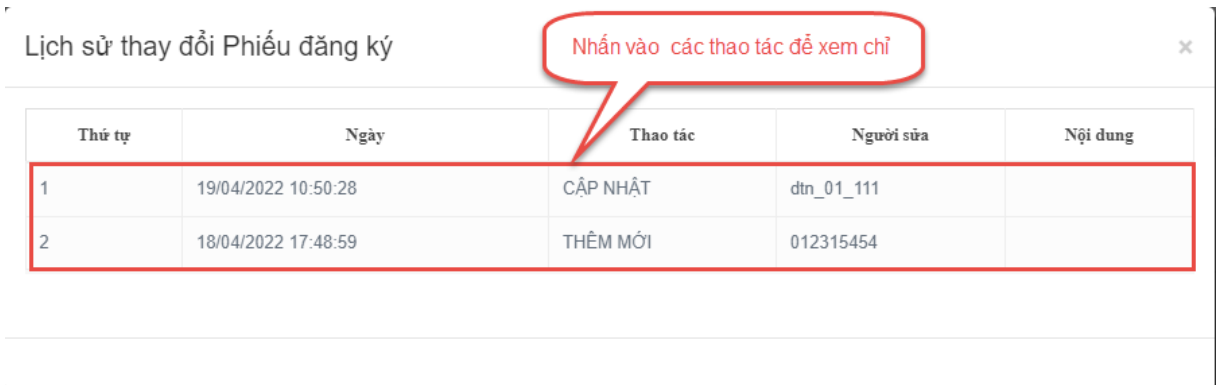 Lịch sử thay đổi Phiếu đăng ký
Nhấn vào các thao tác để xem chỉ
×
Thứ tự Ngày Thao tác Người sửa Nội dung
1 19/04/2022 10:50:28 CẬP NHẬT dtn_01_111
2 18/04/2022 17:48:59 THÊM MỚI 012315454